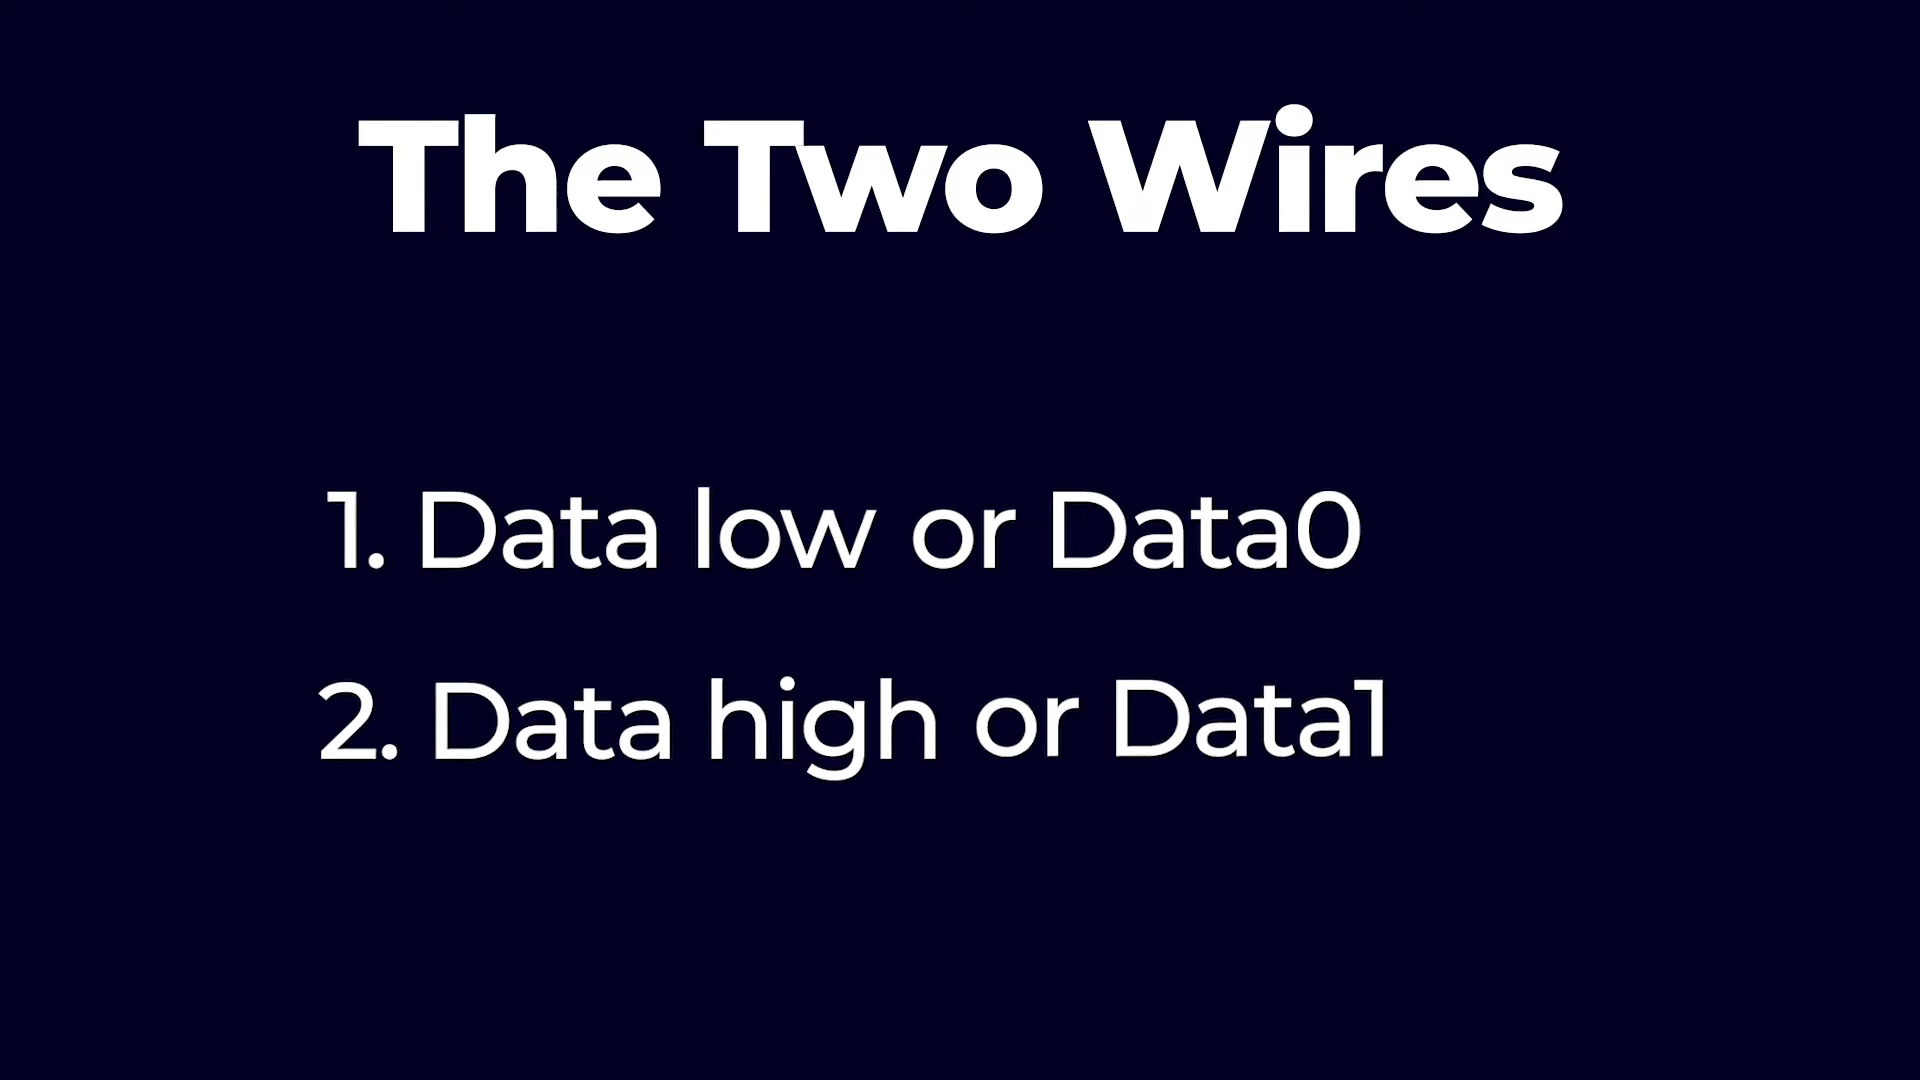 The Two Wires
1. Data low or Data0
2. Data high or Data1